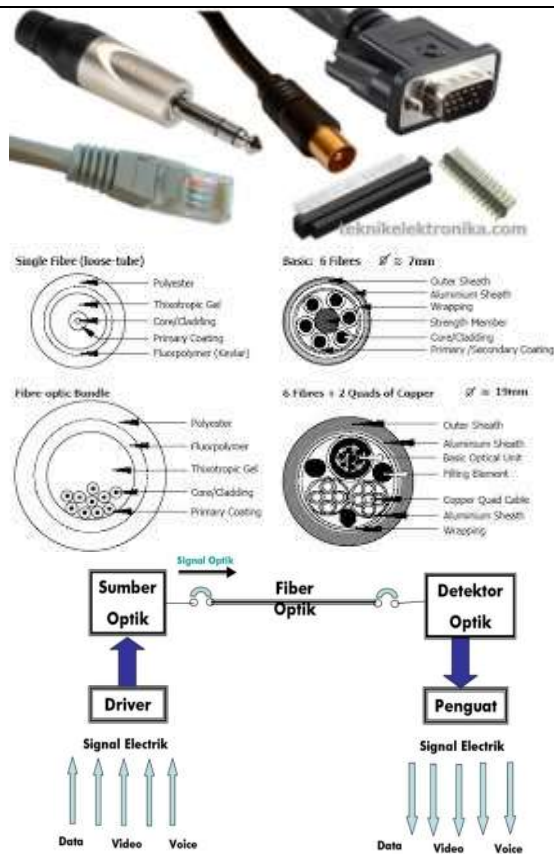 teknikelektronika.com
Single Fibre (loose-tube)
Polyester
Thixotropic Gel
Core/Cladding
Primary Coating
Fluorpolymer (Kevlar)
Basic: 6 Fibres Ø ≈ 7mm
Outer Sheath
Aluminium Sheath
Wrapping
Strength Member
Core/Cladding
Primary /Secondary Coating
Fibre-optic Bundle
Polyester
Fluorpolymer
Thixotropic Gel
Core/Cladding
Primary Coating
6 Fibres + 2 Quads of Copper Ø ≈ 19mm
Outer Sheath
Aluminium Sheath
Basic Optical Unit
Filling Element
Copper Quad Cable
Aluminium Sheath
Wrapping
Signal Optik
Sumber
Optik
Fiber
Optik
Detektor
Optik
Driver
Penguat
Signal Electrik
Signal Electrik
Data Video Voice
Data Video Voice